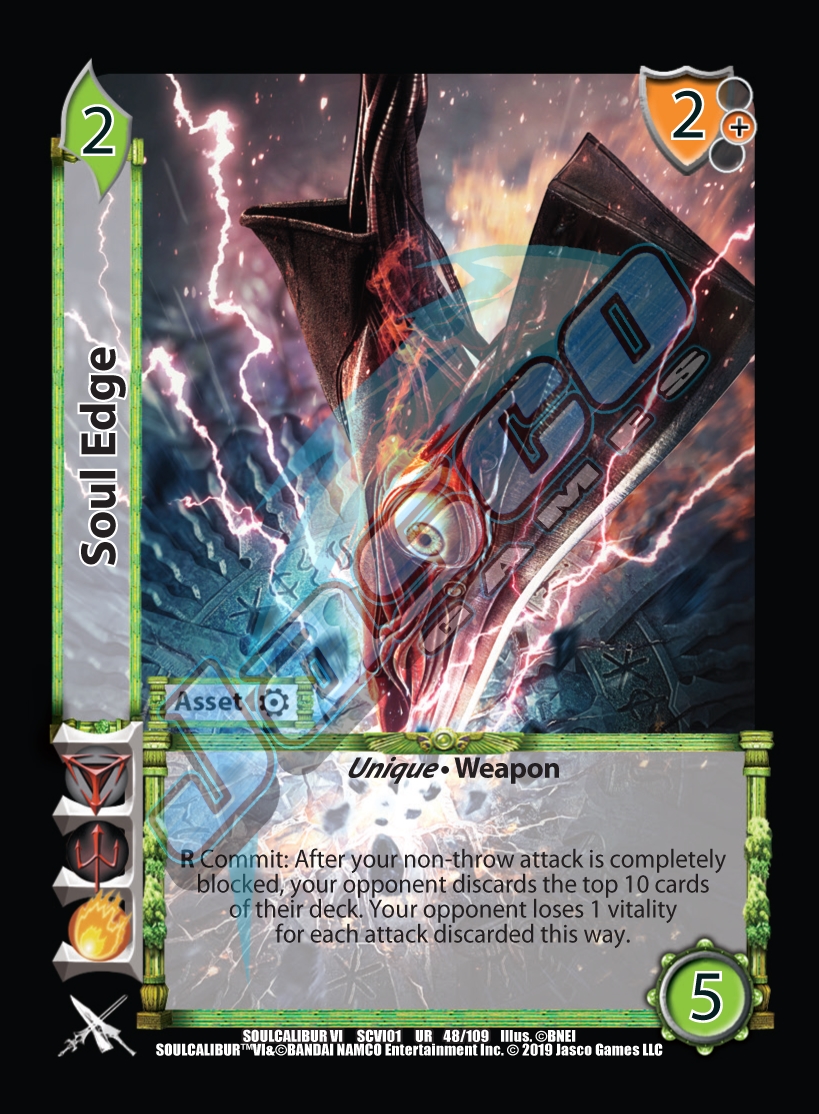 2
2 +
Soul Edge
JASCO
GAMES
Asset
Unique • Weapon
R Commit: After your non-throw attack is completely
blocked, your opponent discards the top 10 cards
of their deck. Your opponent loses 1 vitality
for each attack discarded this way.
5
SOULCALIBUR VI SCVI01 UR 48/109 Illus. ©BNEI
SOULCALIBUR™VI&©BANDAI NAMCO Entertainment Inc. © 2019 Jasco Games LLC